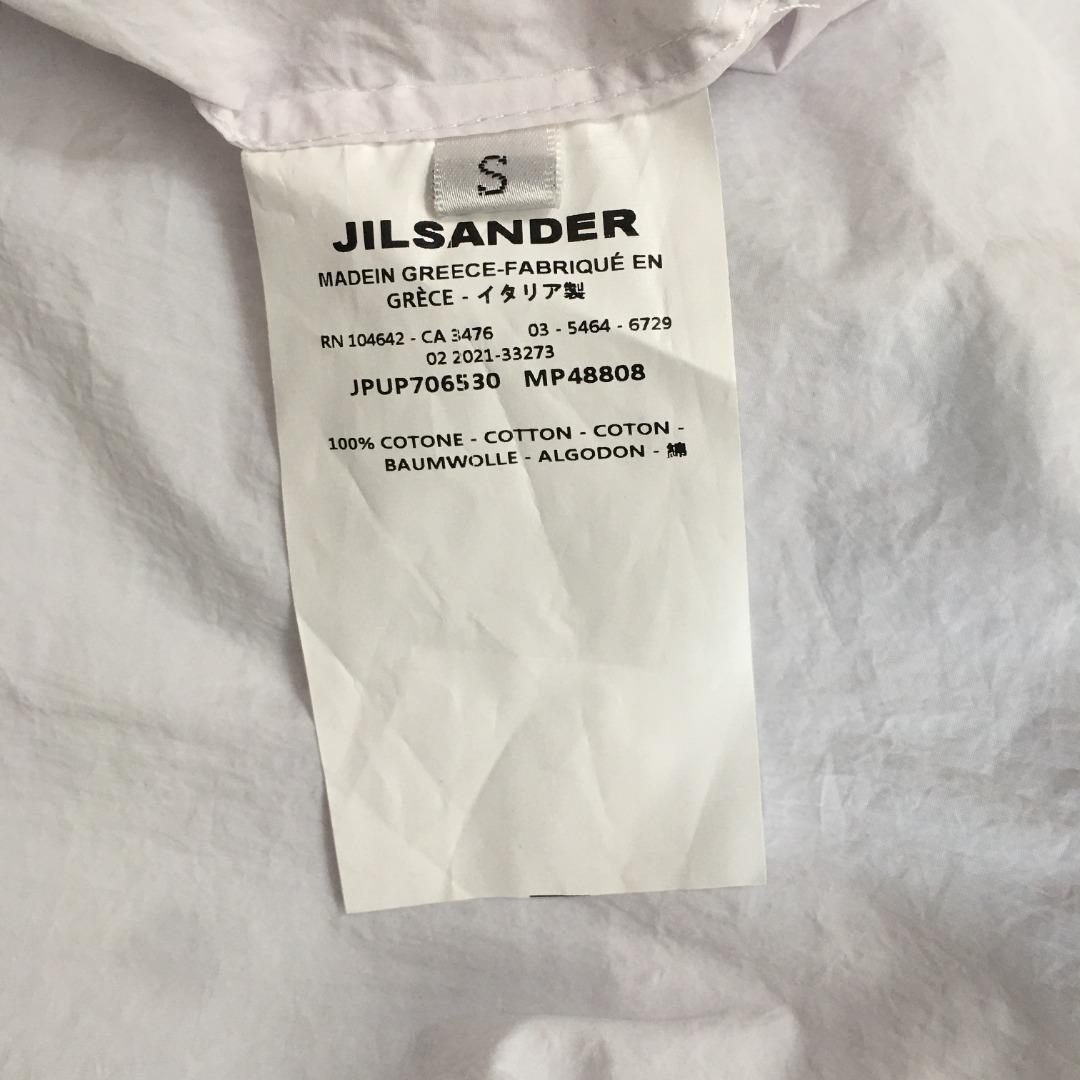 S
JILSANDER
MADEIN GREECE-FABRIQUÉ EN
GRÈCE - イタリア製
RN 104642 - CA 3476 03 - 5464 - 6729
02 2021-33273
JPUP706530 MP48808
100% COTONE - COTTON - COTON -
BAUMWOLLE - ALGODON - 綿